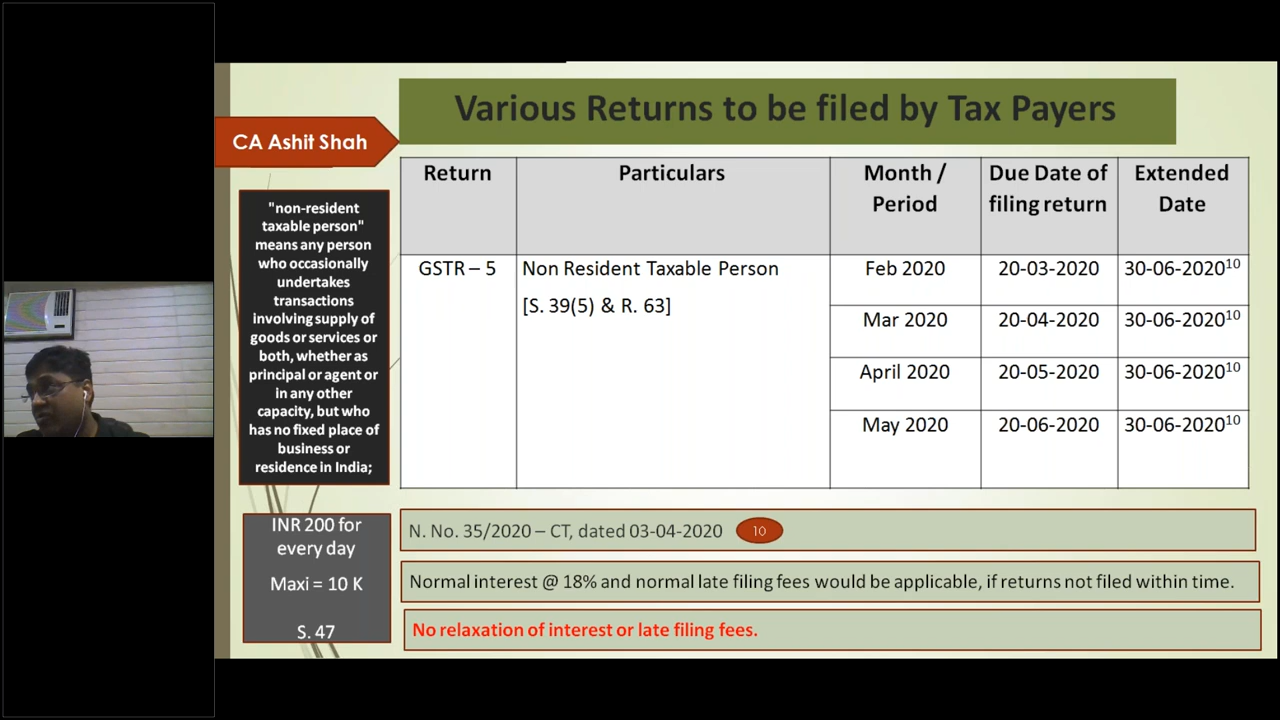 Various Returns to be filed by Tax Payers
CA Ashit Shah
"non-resident
taxable person"
means any person
who occasionally
undertakes
transactions
involving supply of
goods or services or
both, whether as
principal or agent or
in any other
capacity, but who
has no fixed place of
business or
residence in India;
INR 200 for
every day
Maxi = 10 K
S. 47
Return Particulars Month / Period Due Date of filing return Extended Date
GSTR – 5 Non Resident Taxable Person Feb 2020 20-03-2020 30-06-2020¹⁰
[S. 39(5) & R. 63]
Mar 2020 20-04-2020 30-06-2020¹⁰
April 2020 20-05-2020 30-06-2020¹⁰
May 2020 20-06-2020 30-06-2020¹⁰
N. No. 35/2020 – CT, dated 03-04-2020 10
Normal interest @ 18% and normal late filing fees would be applicable, if returns not filed within time.
No relaxation of interest or late filing fees.